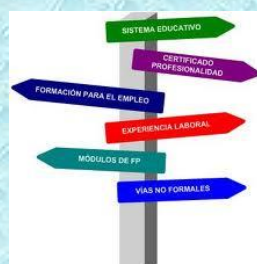 SISTEMA EDUCATIVO
CERTIFICADO
PROFESIONALIDAD
FORMACIÓN PARA EL EMPLEO
EXPERIENCIA LABORAL
MÓDULOS DE FP
VÍAS NO FORMALES